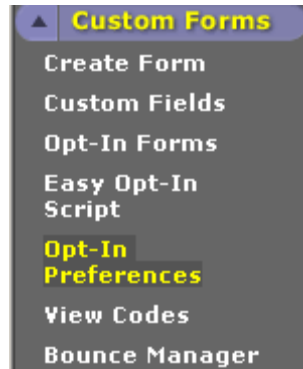 Custom Forms
Create Form
Custom Fields
Opt-In Forms
Easy Opt-In
Script
Opt-In
Preferences
View Codes
Bounce Manager